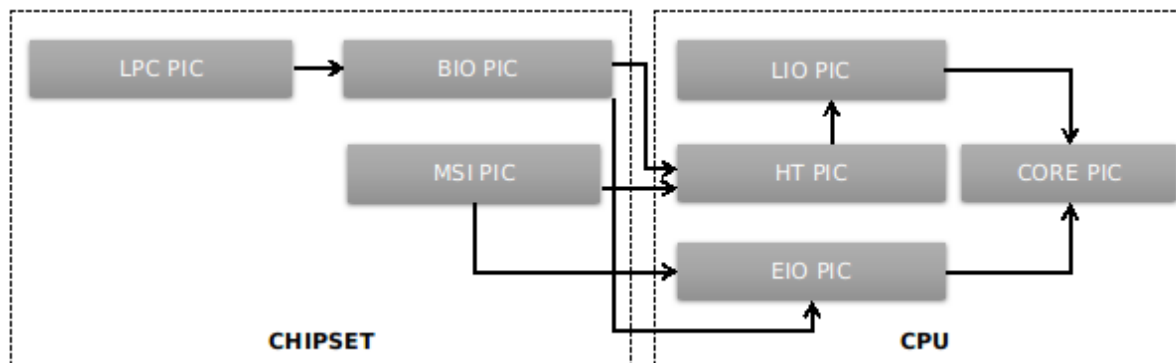 LPC PIC
BIO PIC
LIO PIC
MSI PIC
HT PIC
CORE PIC
EIO PIC
CHIPSET
CPU